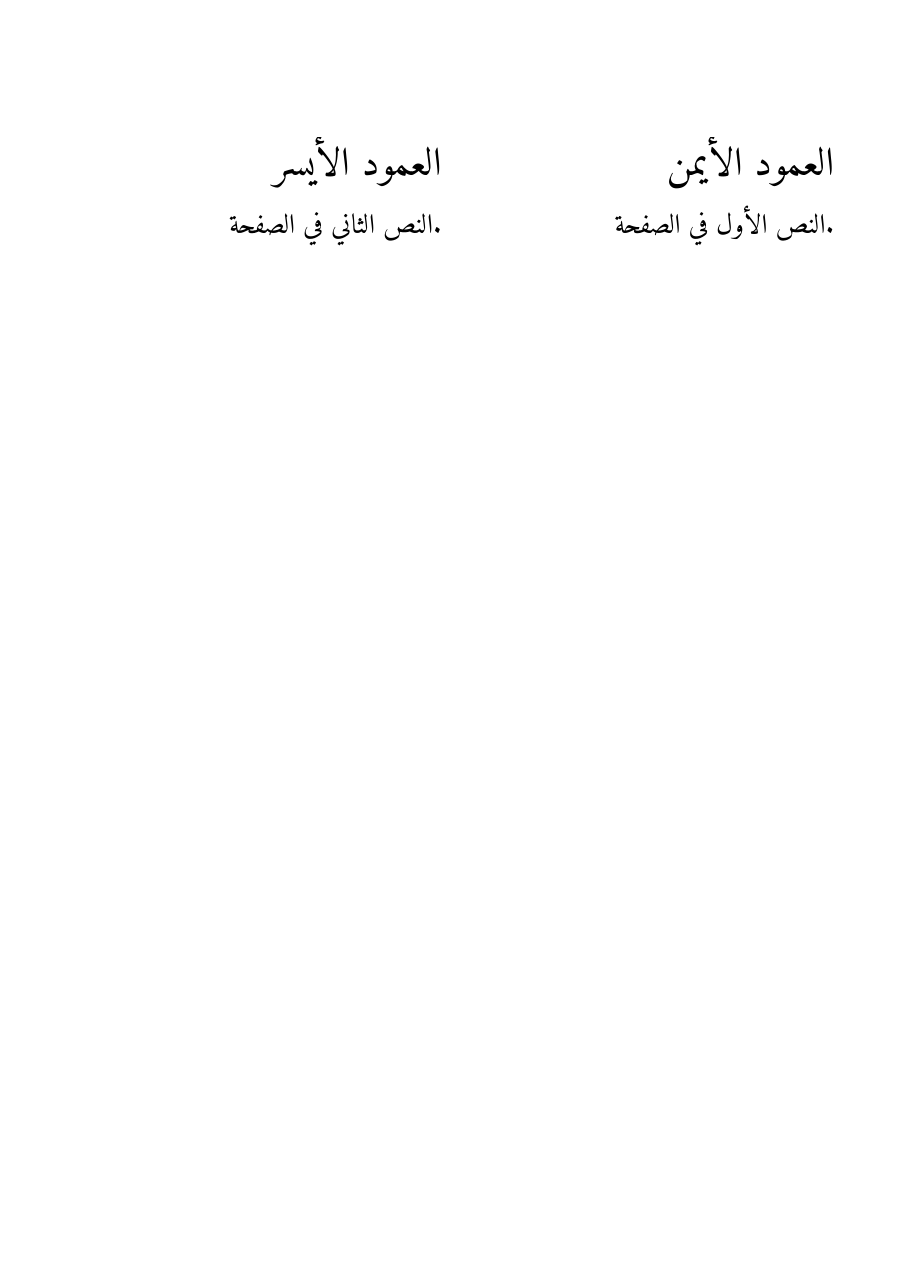 العمود الأيمن
.النص الأول في الصفحة
العمود الأيسر
.النص الثاني في الصفحة